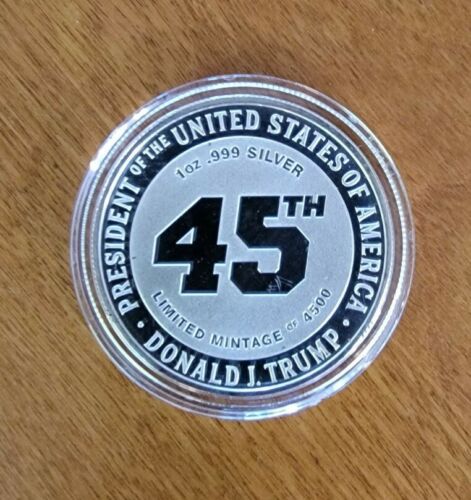 PRESIDENT OF THE UNITED STATES OF AMERICA
1OZ .999 SILVER
45TH
LIMITED MINTAGE OF 4500
· DONALD J. TRUMP ·